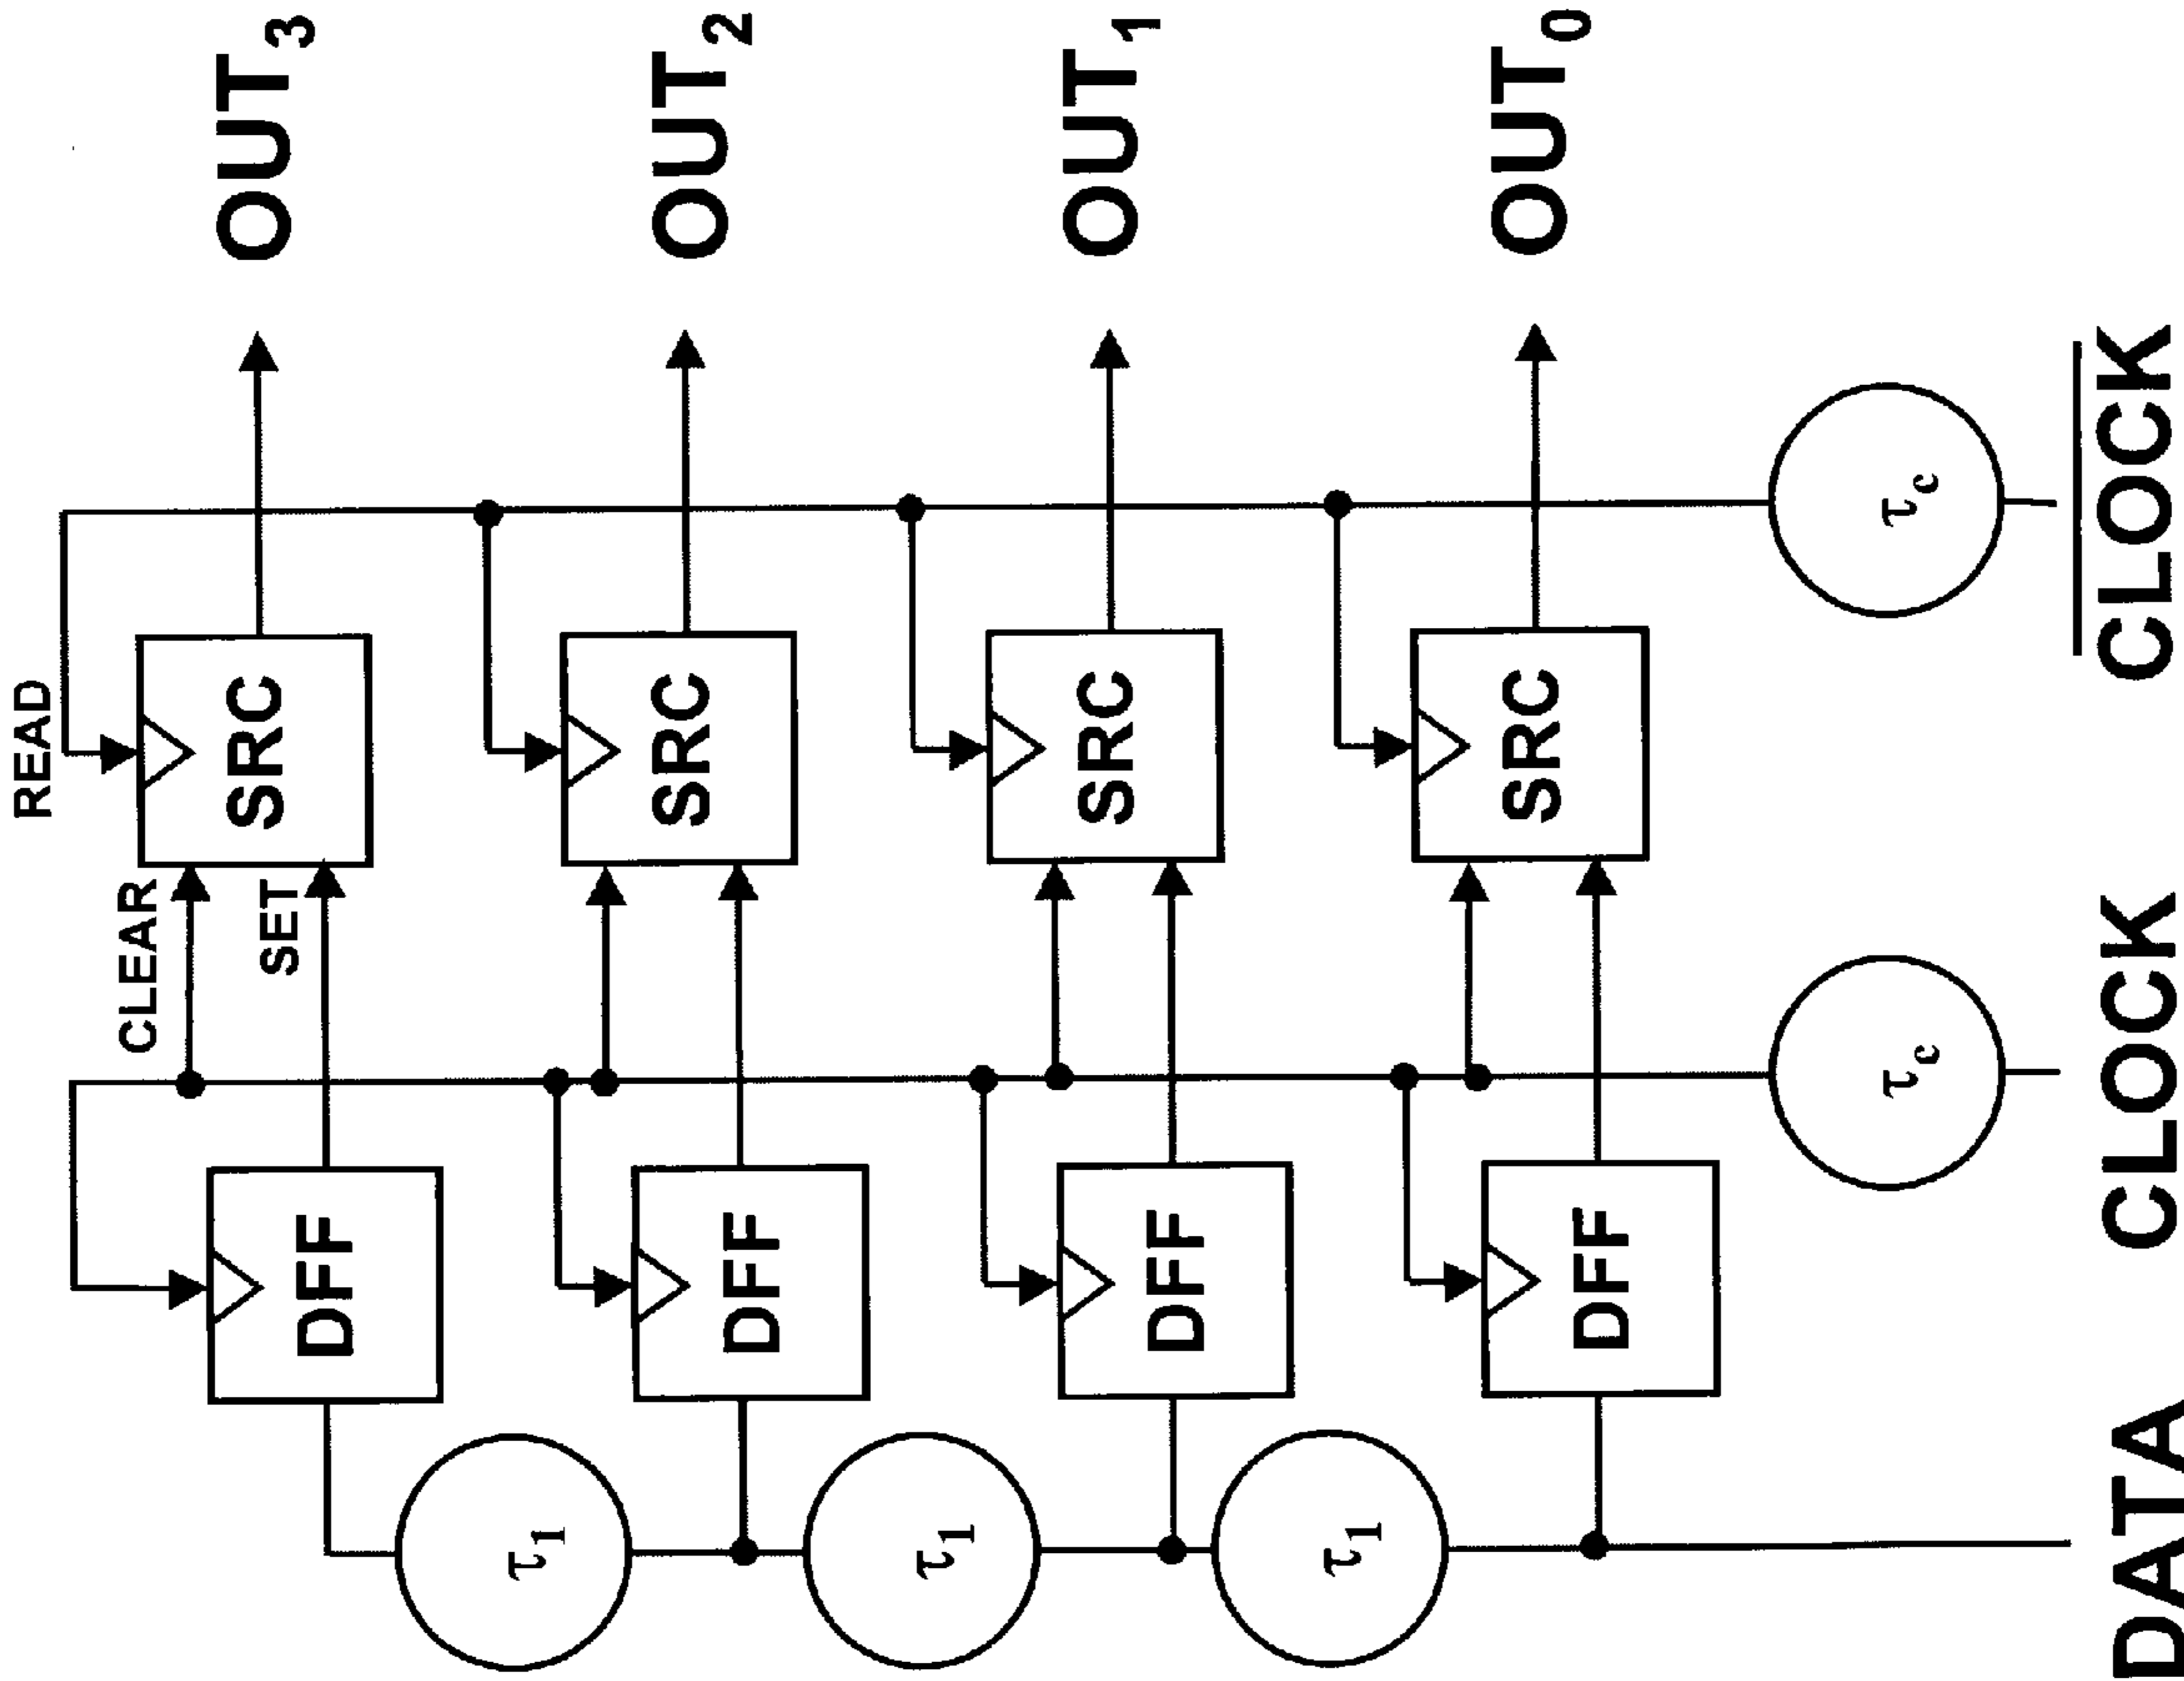 READ
OUT3
CLEAR
SET
SRC
DFF
τ1
OUT2
SRC
DFF
τ1
OUT1
SRC
DFF
τ1
OUT0
SRC
DFF
τc
τc
DATA
CLOCK
CLOCK